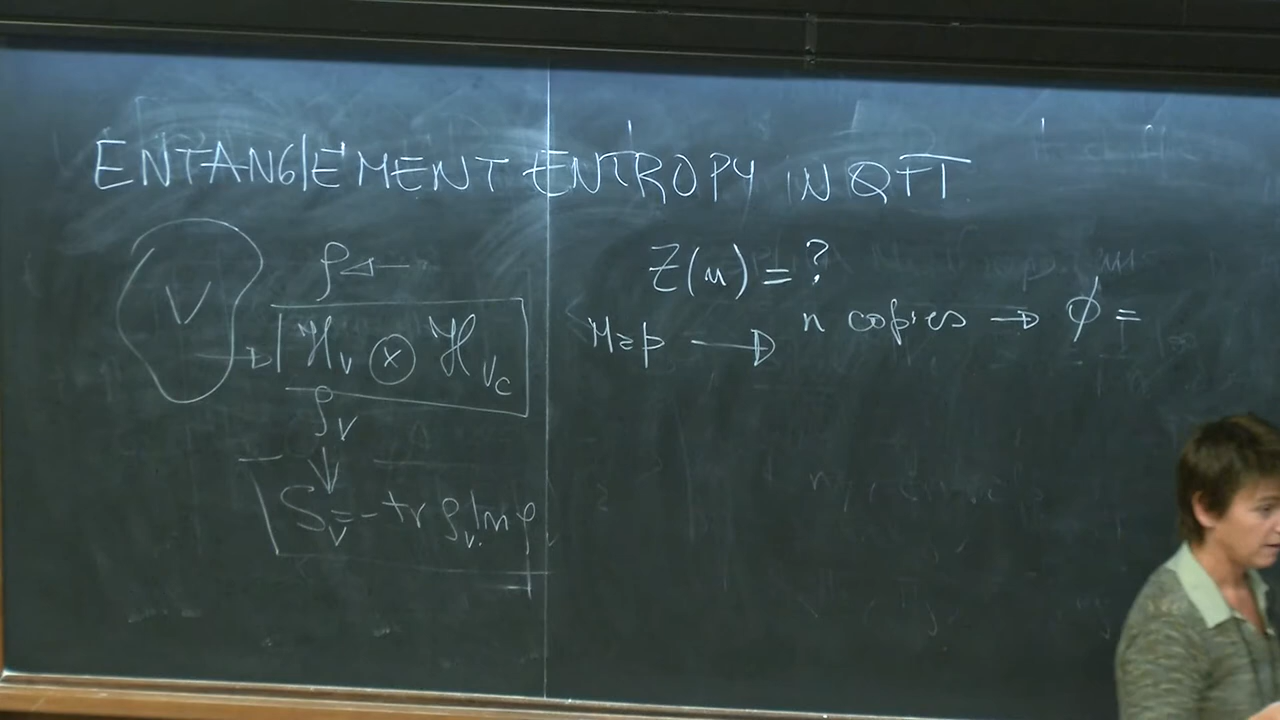 ENTANGLEMENT ENTROPY IN QFT
V
ρ
ℋ_V ⊗ ℋ_{V_C}
ρ_V
S_V = -tr ρ_V ln ρ
Z(n) = ?
n copies → ϕ =